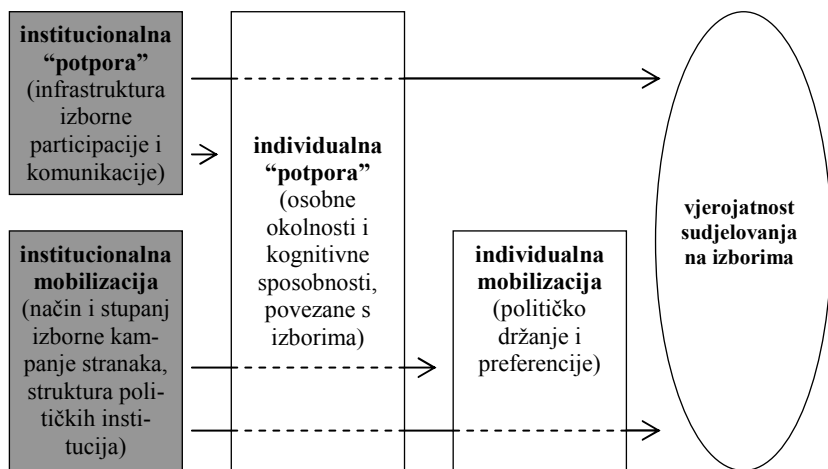 institucionalna
“potpora”
(infrastruktura
izborne
participacije i
komunikacije)
institucionalna
mobilizacija
(način i stupanj
izborne kam-
panje stranaka,
struktura poli-
tičkih insti-
tucija)
individualna
“potpora”
(osobne
okolnosti i
kognitivne
sposobnosti,
povezane s
izborima)
individualna
mobilizacija
(političko
držanje i
preferencije)
vjerojatnost
sudjelovanja
na izborima